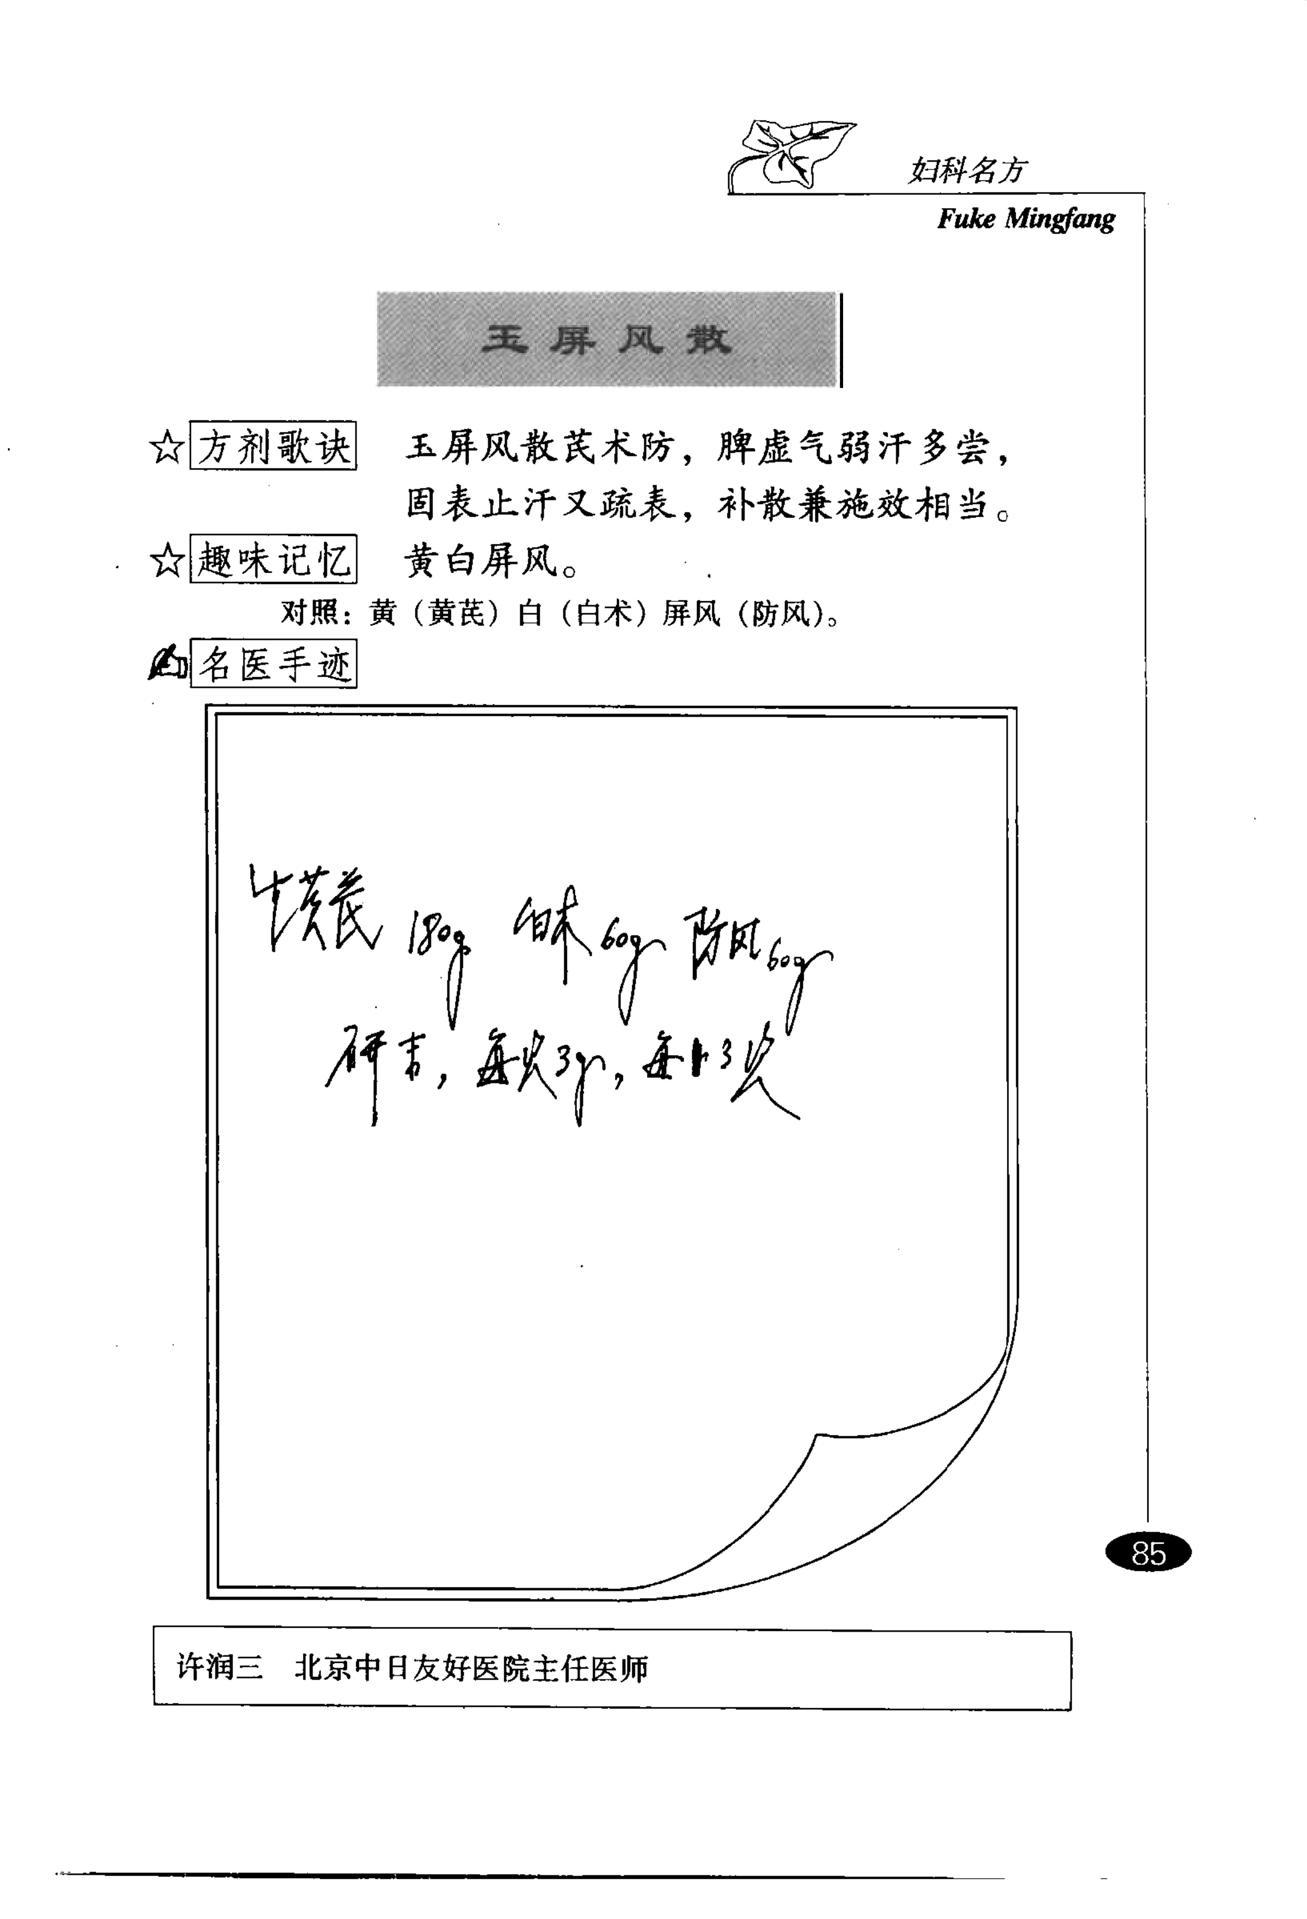 妇科名方
Fuke Mingfang
玉屏风散
☆方剂歌诀 玉屏风散芪术防，脾虚气弱汗多尝，
固表止汗又疏表，补散兼施效相当。
☆趣味记忆 黄白屏风。
对照：黄（黄芪）白（白术）屏风（防风）。
名医手迹
生黄芪 180g 白术 60g 防风 60g
研末，每次3g，每日3次
85
许润三 北京中日友好医院主任医师